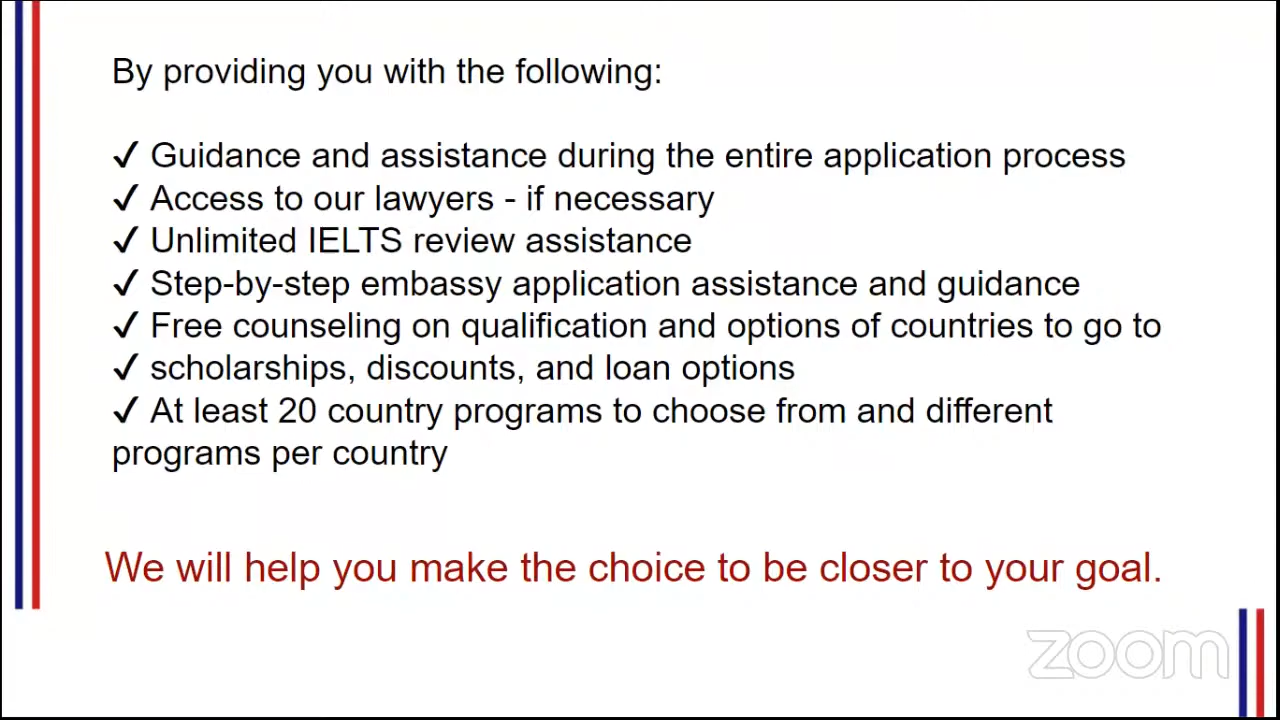 By providing you with the following:
✓ Guidance and assistance during the entire application process
✓ Access to our lawyers - if necessary
✓ Unlimited IELTS review assistance
✓ Step-by-step embassy application assistance and guidance
✓ Free counseling on qualification and options of countries to go to
✓ scholarships, discounts, and loan options
✓ At least 20 country programs to choose from and different
programs per country
We will help you make the choice to be closer to your goal.
zoom